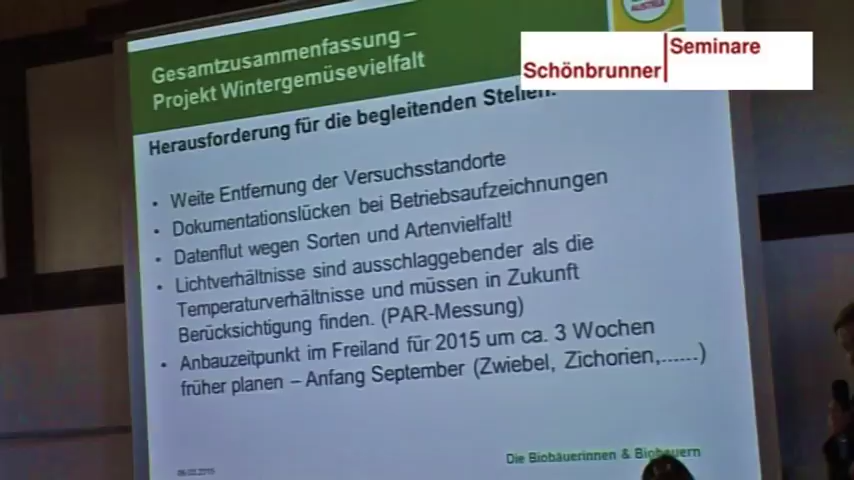 AUSTRIA
Schönbrunner Seminare
Gesamtzusammenfassung –
Projekt Wintergemüsevielfalt
Herausforderung für die begleitenden Stellen:
• Weite Entfernung der Versuchsstandorte
• Dokumentationslücken bei Betriebsaufzeichnungen
• Datenflut wegen Sorten und Artenvielfalt!
• Lichtverhältnisse sind ausschlaggebender als die
Temperaturverhältnisse und müssen in Zukunft
Berücksichtigung finden. (PAR-Messung)
• Anbauzeitpunkt im Freiland für 2015 um ca. 3 Wochen
früher planen – Anfang September (Zwiebel, Zichorien,......)
Die Biobäuerinnen & Biobauern